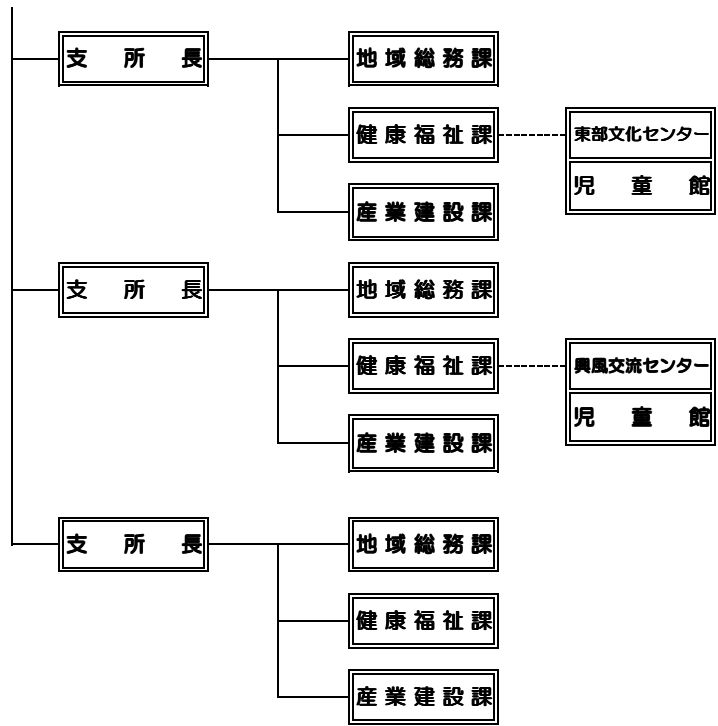 支所長
地域総務課
健康福祉課
東部文化センター
児童館
産業建設課
支所長
地域総務課
健康福祉課
興風交流センター
児童館
産業建設課
支所長
地域総務課
健康福祉課
産業建設課